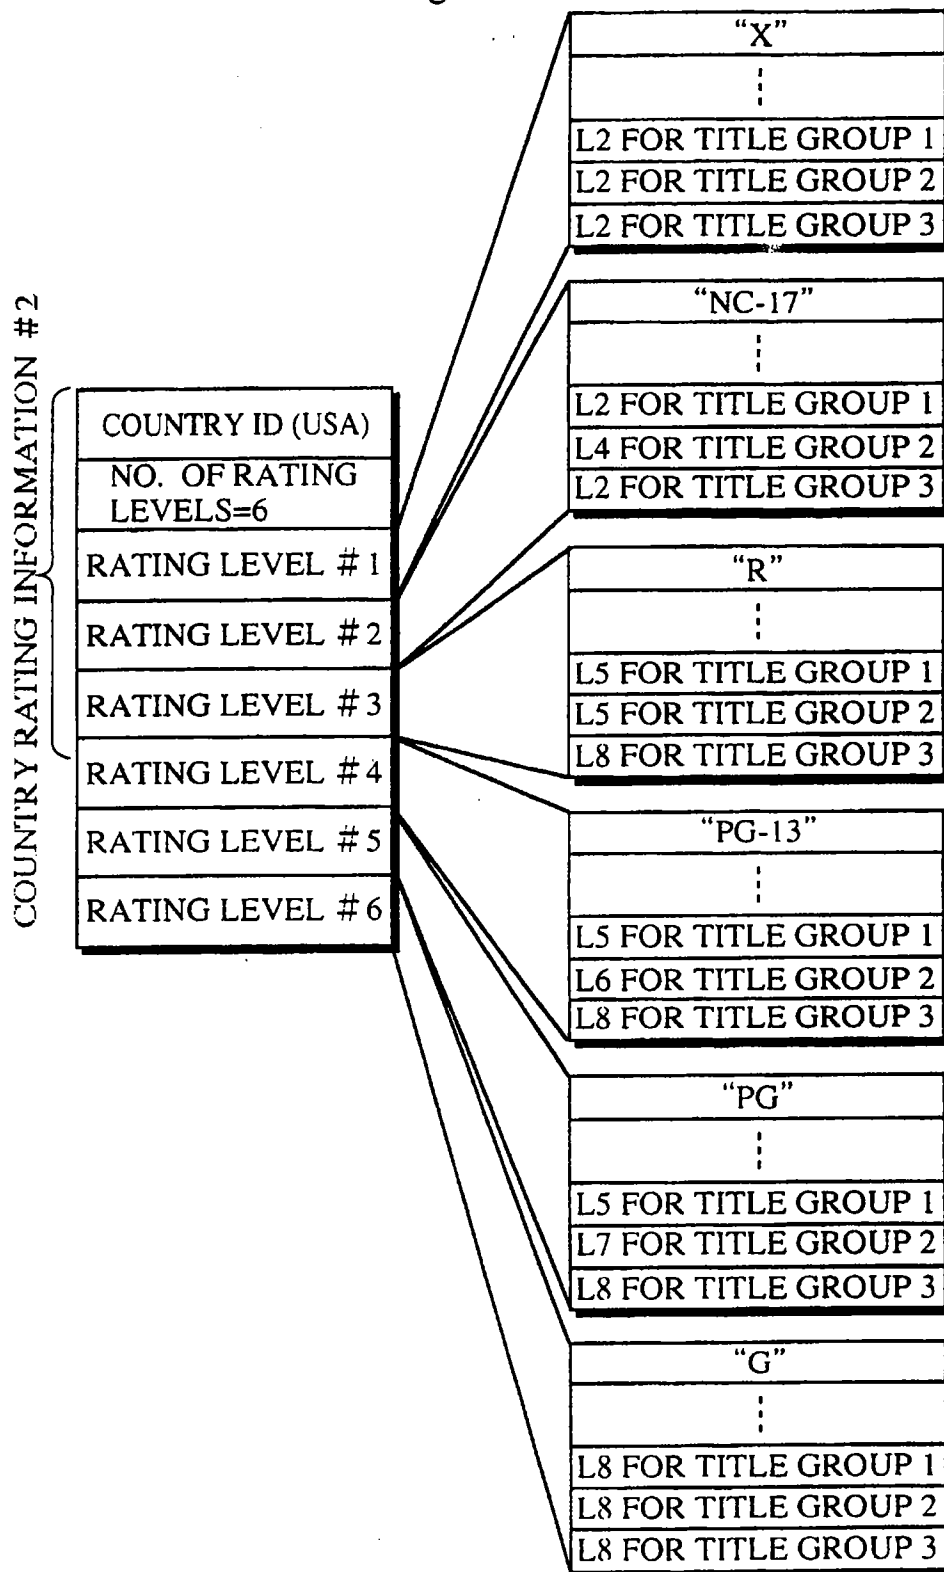 COUNTRY RATING INFORMATION #2
COUNTRY ID (USA)
NO. OF RATING
LEVELS=6
RATING LEVEL #1
RATING LEVEL #2
RATING LEVEL #3
RATING LEVEL #4
RATING LEVEL #5
RATING LEVEL #6
“X”
L2 FOR TITLE GROUP 1
L2 FOR TITLE GROUP 2
L2 FOR TITLE GROUP 3
“NC-17”
L2 FOR TITLE GROUP 1
L4 FOR TITLE GROUP 2
L2 FOR TITLE GROUP 3
“R”
L5 FOR TITLE GROUP 1
L5 FOR TITLE GROUP 2
L8 FOR TITLE GROUP 3
“PG-13”
L5 FOR TITLE GROUP 1
L6 FOR TITLE GROUP 2
L8 FOR TITLE GROUP 3
“PG”
L5 FOR TITLE GROUP 1
L7 FOR TITLE GROUP 2
L8 FOR TITLE GROUP 3
“G”
L8 FOR TITLE GROUP 1
L8 FOR TITLE GROUP 2
L8 FOR TITLE GROUP 3